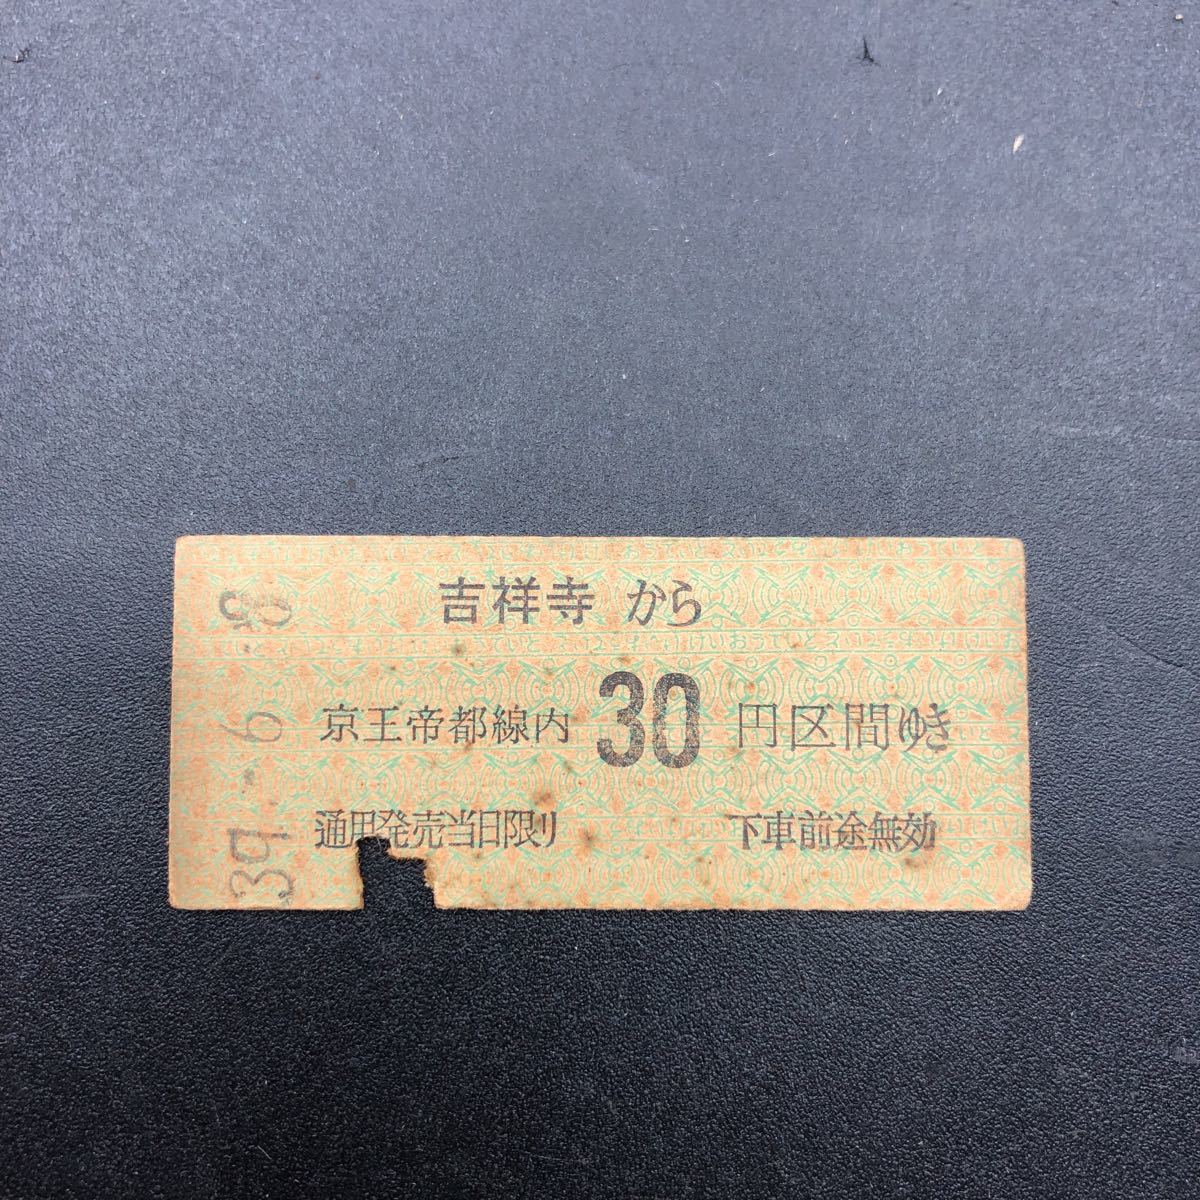 吉祥寺 から
京王帝都線内 30 円区間ゆき
通用発売当日限り 下車前途無効
39.-6.-8